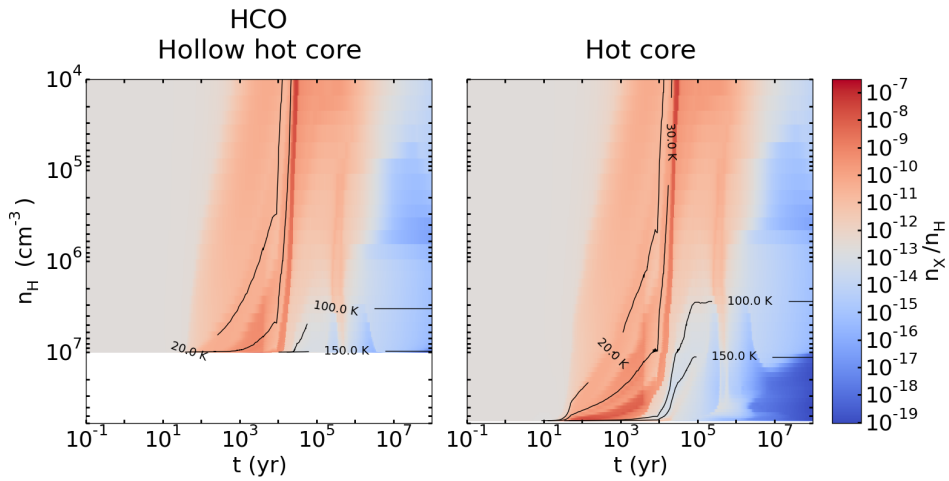 HCO
Hollow hot core
Hot core
10^4
10^5
10^6
10^7
n_H (cm^-3)
20.0 K
100.0 K
150.0 K
10^-1 10^1 10^3 10^5 10^7
t (yr)
30.0 K
20.0 K
100.0 K
150.0 K
10^-1 10^1 10^3 10^5 10^7
t (yr)
10^-7
10^-8
10^-9
10^-10
10^-11
10^-12
10^-13
10^-14
10^-15
10^-16
10^-17
10^-18
10^-19
n_X/n_H